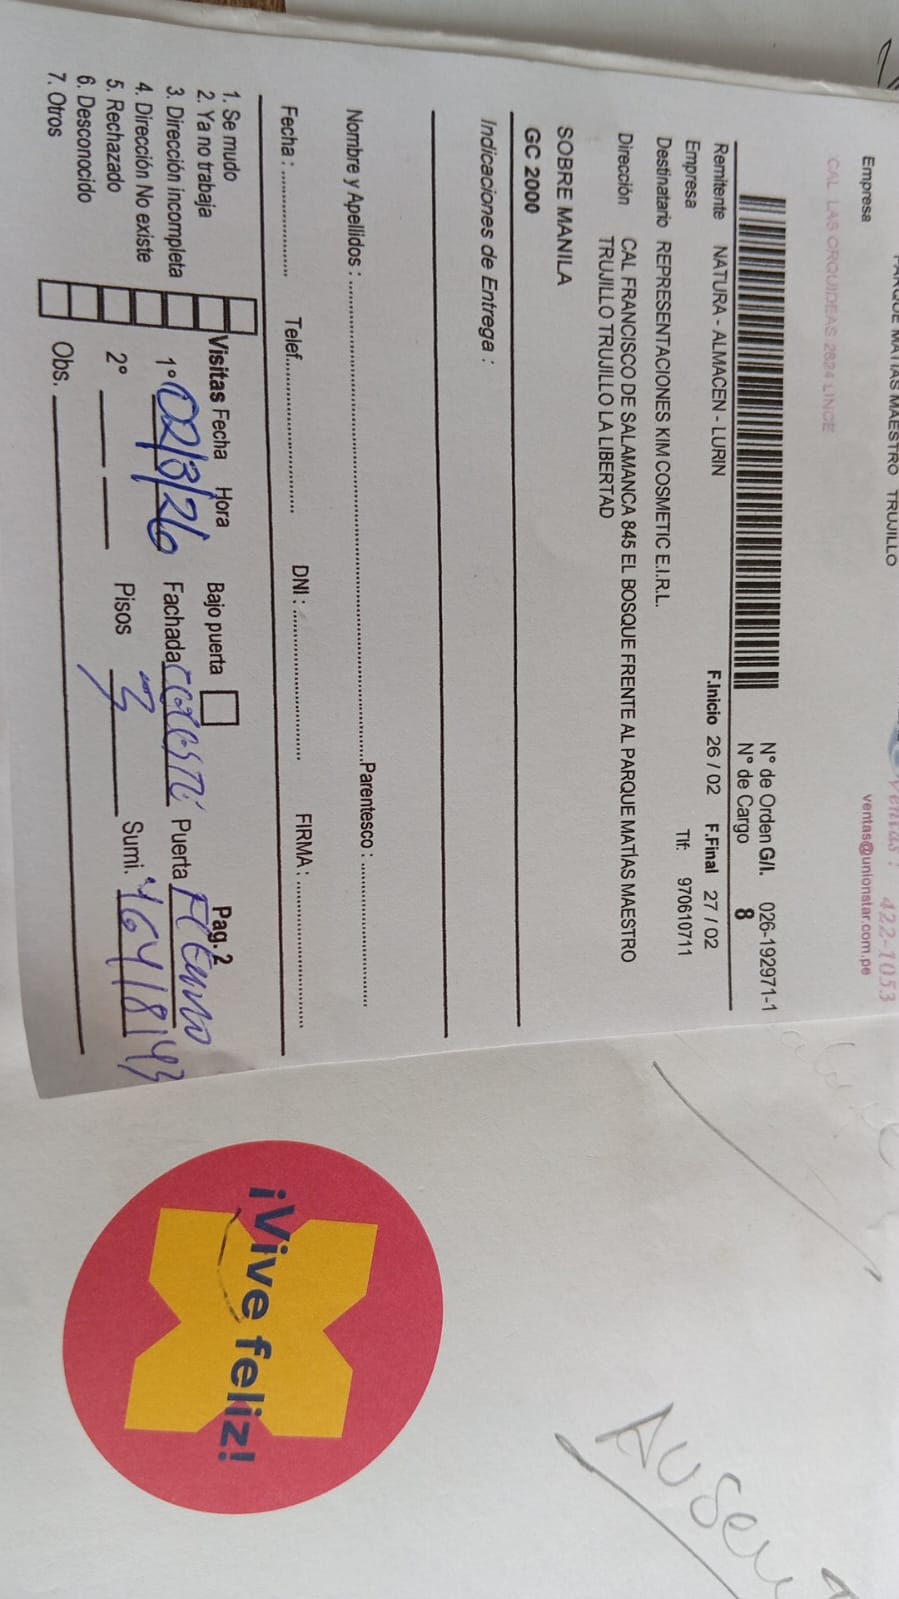 PARQUE MATIAS MAESTRO TRUJILLO
Empresa
ventas@unionstar.com.pe
Ventas: 422-1053
CAL LAS ORQUIDEAS 2624 LINCE
N° de Orden G/I. 026-192971-1
N° de Cargo 8
Remitente NATURA - ALMACEN - LURIN
F.Inicio 26 / 02 F.Final 27 / 02
Empresa
Tlf: 970610711
Destinatario REPRESENTACIONES KIM COSMETIC E.I.R.L.
Dirección CAL FRANCISCO DE SALAMANCA 845 EL BOSQUE FRENTE AL PARQUE MATÍAS MAESTRO
TRUJILLO TRUJILLO LA LIBERTAD
SOBRE MANILA
GC 2000
Indicaciones de Entrega :
Nombre y Apellidos : Parentesco :
Fecha : Telef. DNI : FIRMA :
1. Se mudo
2. Ya no trabaja
3. Dirección incompleta
4. Dirección No existe
5. Rechazado
6. Desconocido
7. Otros
Visitas Fecha Hora
1° 02/3/26
2°
Obs.
Bajo puerta
Pag. 2
Fachada Puerta
Pisos 3 Sumi.
¡Vive feliz!